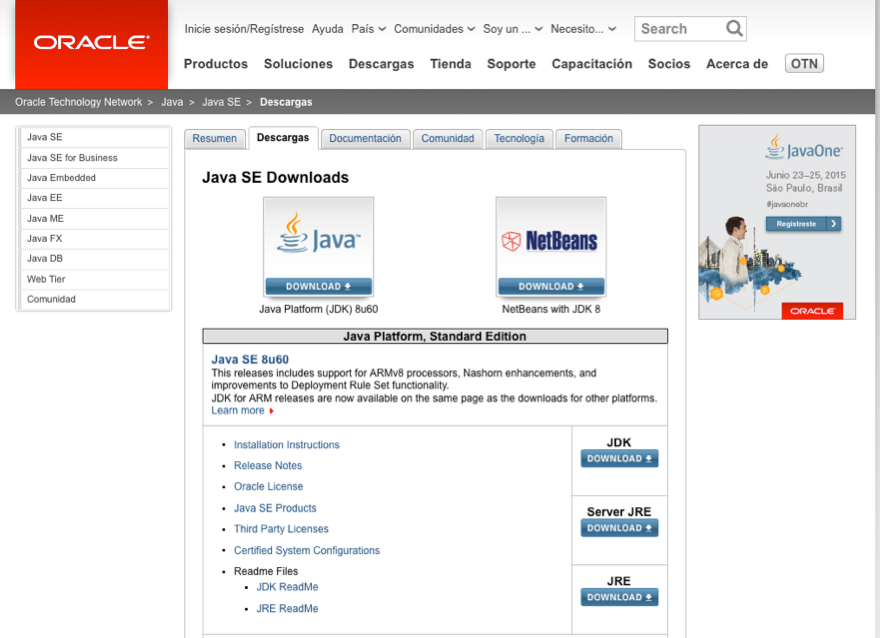 ORACLE
Inicie sesión/Regístrese Ayuda País Comunidades Soy un ... Necesito...
Search
Productos Soluciones Descargas Tienda Soporte Capacitación Socios Acerca de OTN
Oracle Technology Network > Java > Java SE > Descargas
Java SE
Java SE for Business
Java Embedded
Java EE
Java ME
Java FX
Java DB
Web Tier
Comunidad
Resumen Descargas Documentación Comunidad Tecnología Formación
Java SE Downloads
Java™
DOWNLOAD
Java Platform (JDK) 8u60
NetBeans
DOWNLOAD
NetBeans with JDK 8
Java Platform, Standard Edition
Java SE 8u60
This releases includes support for ARMv8 processors, Nashorn enhancements, and
improvements to Deployment Rule Set functionality.
JDK for ARM releases are now available on the same page as the downloads for other platforms.
Learn more
• Installation Instructions
• Release Notes
• Oracle License
• Java SE Products
• Third Party Licenses
• Certified System Configurations
• Readme Files
• JDK ReadMe
• JRE ReadMe
JDK
DOWNLOAD
Server JRE
DOWNLOAD
JRE
DOWNLOAD
JavaOne™
Junio 23–25, 2015
São Paulo, Brasil
#javaonebr
Regístreste
ORACLE